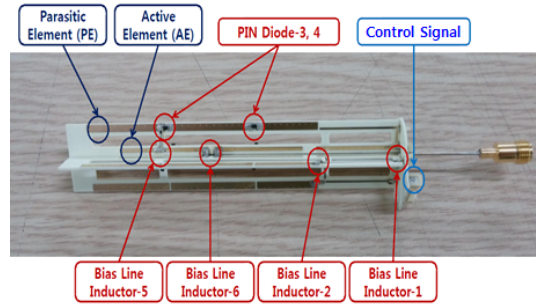 Parasitic
Element (PE)
Active
Element (AE)
PIN Diode-3, 4
Control Signal
Bias Line
Inductor-5
Bias Line
Inductor-6
Bias Line
Inductor-2
Bias Line
Inductor-1